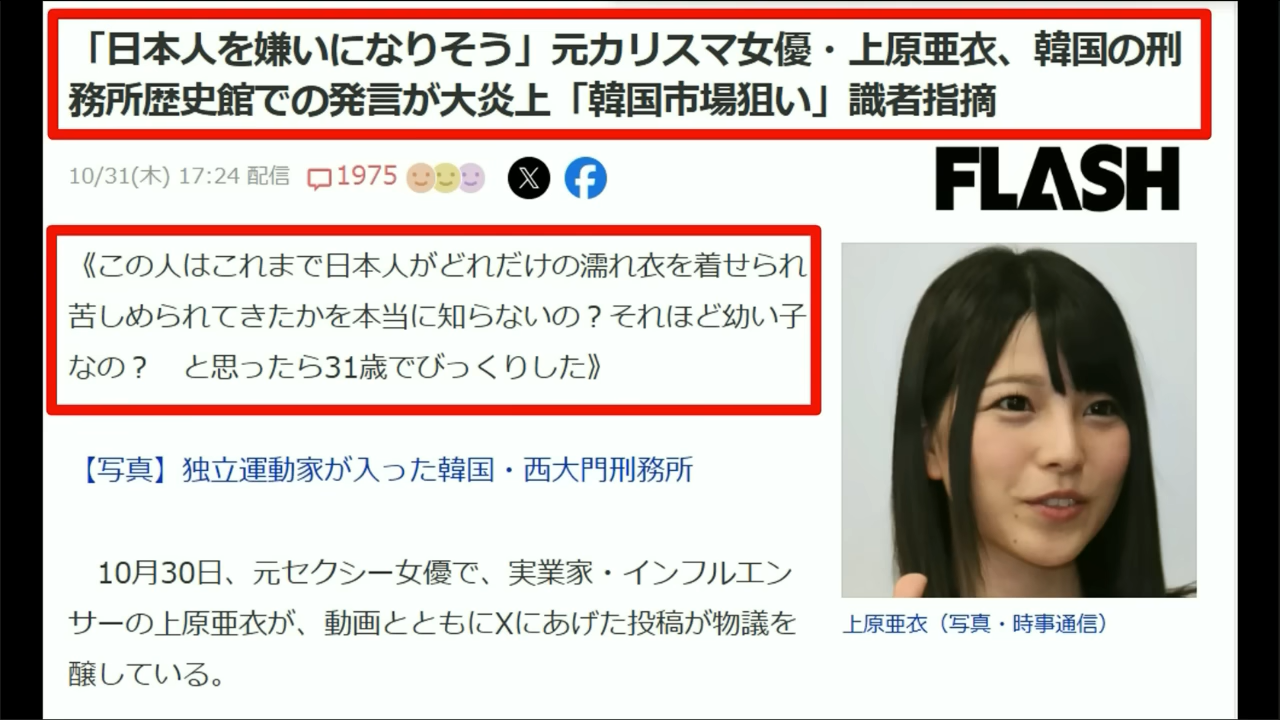 「日本人を嫌いになりそう」元カリスマ女優・上原亜衣、韓国の刑
務所歴史館での発言が大炎上「韓国市場狙い」識者指摘
10/31(木) 17:24 配信 1975
FLASH
《この人はこれまで日本人がどれだけの濡れ衣を着せられ
苦しめられてきたかを本当に知らないの？それほど幼い子
なの？　と思ったら31歳でびっくりした》
【写真】独立運動家が入った韓国・西大門刑務所
10月30日、元セクシー女優で、実業家・インフルエン
サーの上原亜衣が、動画とともにXにあげた投稿が物議を
醸している。
上原亜衣（写真・時事通信）